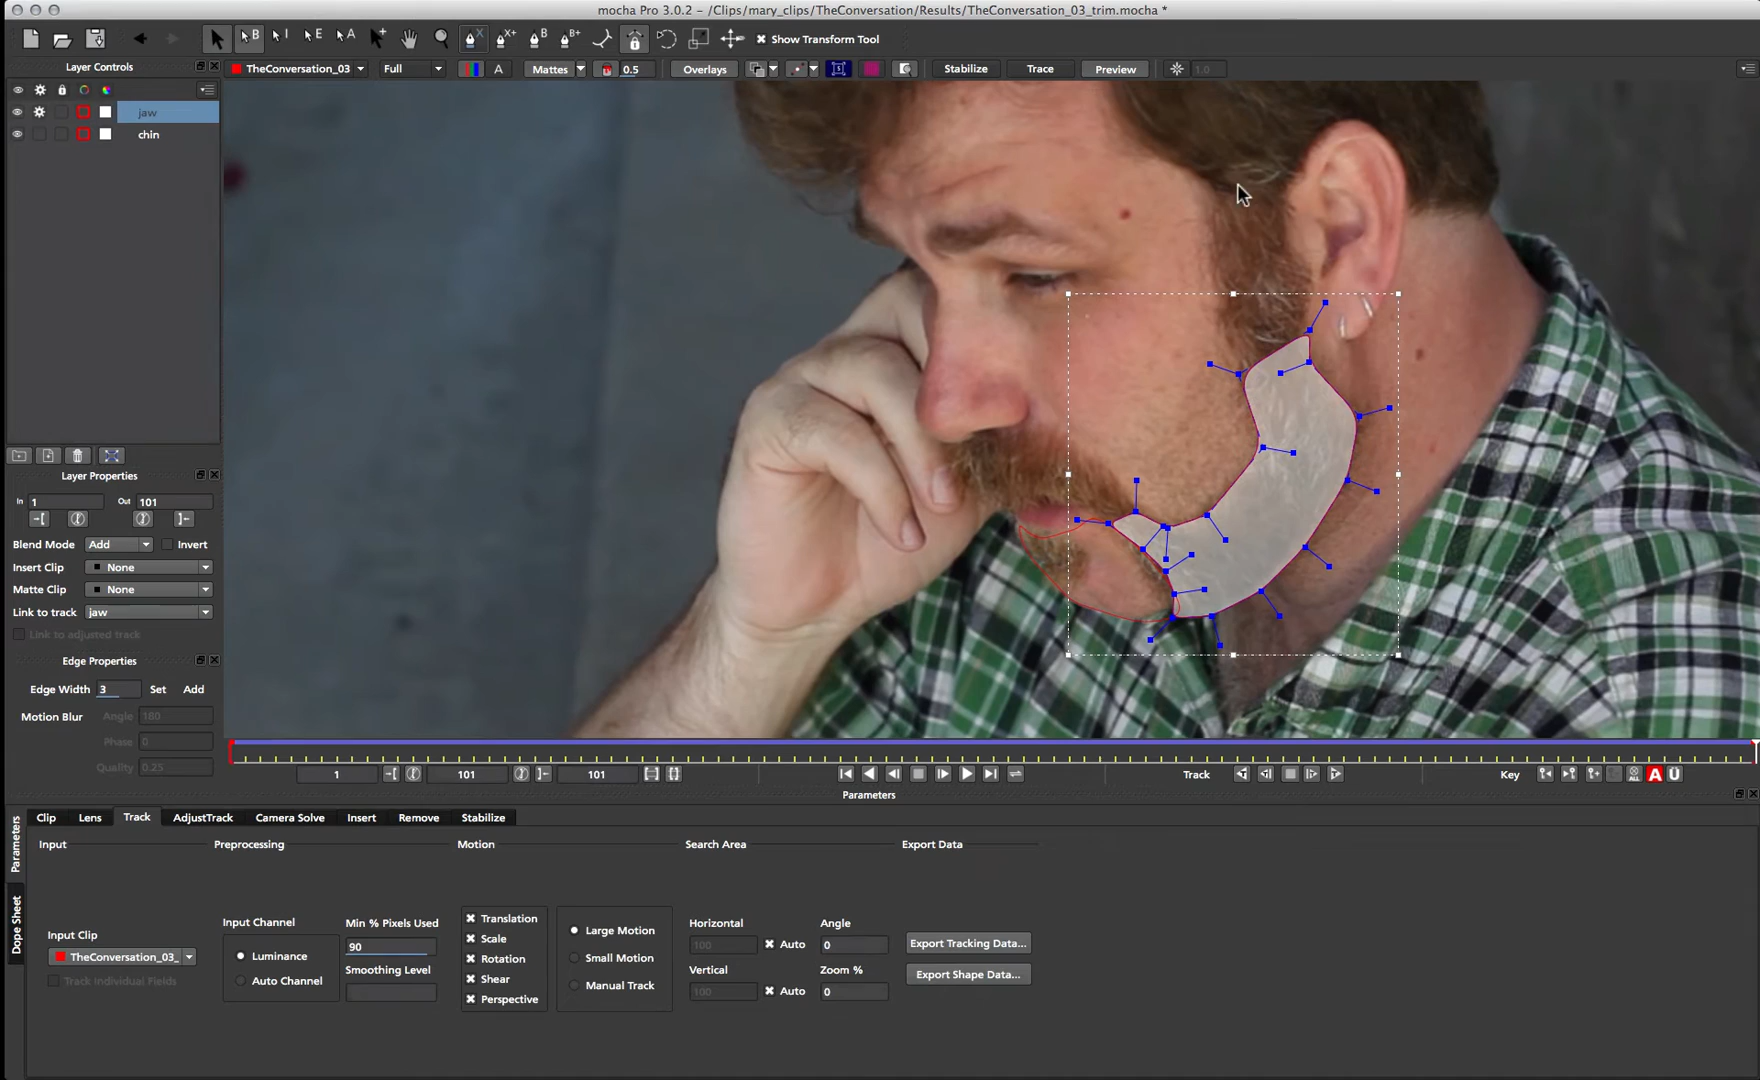 mocha Pro 3.0.2 – /Clips/mary_clips/TheConversation/Results/TheConversation_03_trim.mocha *
B I E A X X+ B B+ Show Transform Tool
Layer Controls
TheConversation_03 Full A Mattes 0.5 Overlays Stabilize Trace Preview 1.0
jaw
chin
Layer Properties
In 1 Out 101
Blend Mode Add Invert
Insert Clip None
Matte Clip None
Link to track jaw
Link to adjusted track
Edge Properties
Edge Width 3 Set Add
Motion Blur Angle 180
Phase 0
Quality 0.25
1 101 101 Track Key ALL A Ü
Parameters
Parameters
Dope Sheet
Clip Lens Track AdjustTrack Camera Solve Insert Remove Stabilize
Input Preprocessing Motion Search Area Export Data
Input Clip
TheConversation_03_
Track Individual Fields
Input Channel
Luminance
Auto Channel
Min % Pixels Used
90
Smoothing Level
Translation
Scale
Rotation
Shear
Perspective
Large Motion
Small Motion
Manual Track
Horizontal
100 Auto
Vertical
100 Auto
Angle
0
Zoom %
0
Export Tracking Data...
Export Shape Data...